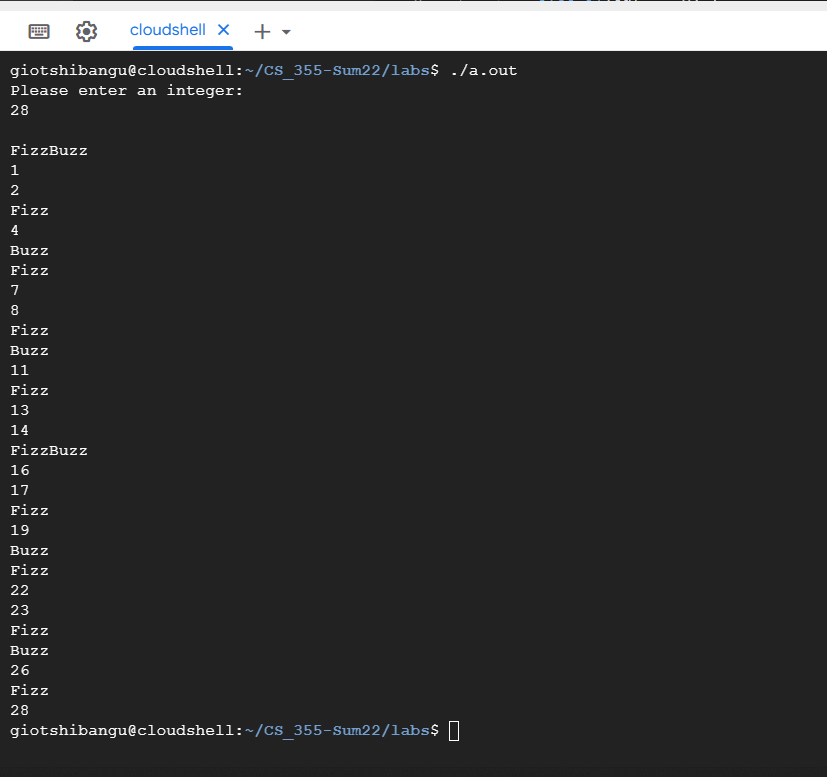 cloudshell
giotshibangu@cloudshell:~/CS_355-Sum22/labs$ ./a.out
Please enter an integer:
28
FizzBuzz
1
2
Fizz
4
Buzz
Fizz
7
8
Fizz
Buzz
11
Fizz
13
14
FizzBuzz
16
17
Fizz
19
Buzz
Fizz
22
23
Fizz
Buzz
26
Fizz
28
giotshibangu@cloudshell:~/CS_355-Sum22/labs$